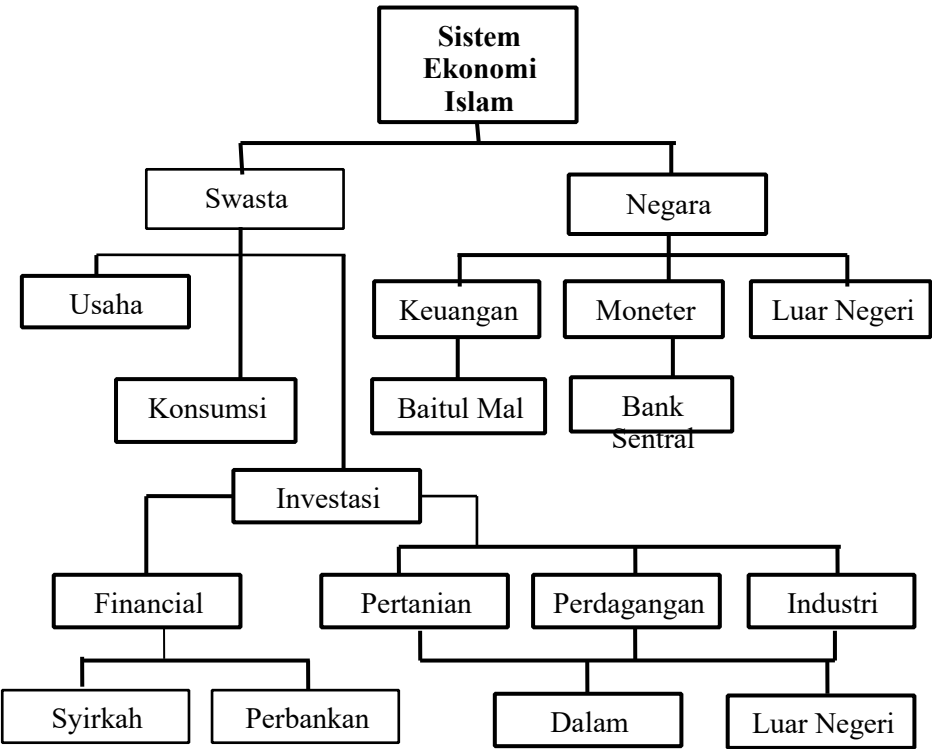 Sistem
Ekonomi
Islam
Swasta
Negara
Usaha
Keuangan
Moneter
Luar Negeri
Konsumsi
Baitul Mal
Bank
Sentral
Investasi
Financial
Pertanian
Perdagangan
Industri
Syirkah
Perbankan
Dalam
Luar Negeri